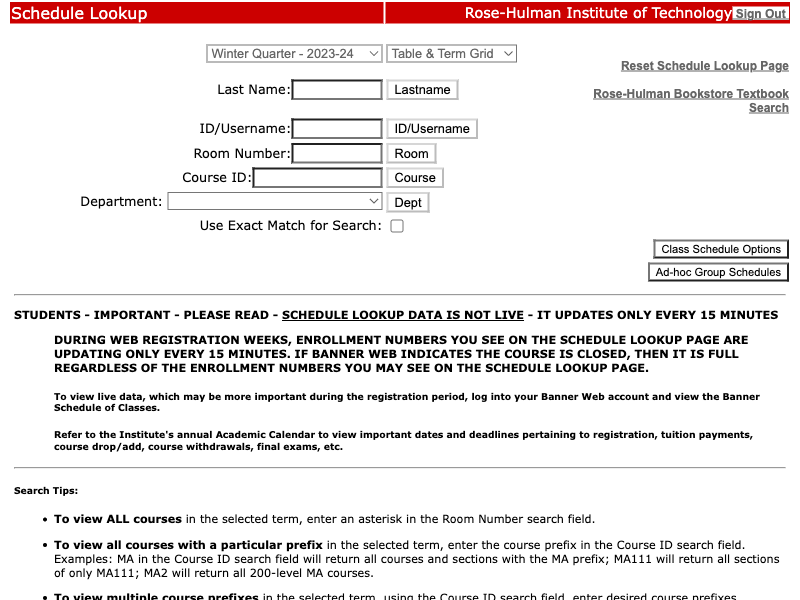 Schedule Lookup Rose-Hulman Institute of Technology Sign Out
Winter Quarter - 2023-24 Table & Term Grid
Reset Schedule Lookup Page
Last Name: Lastname
Rose-Hulman Bookstore Textbook
Search
ID/Username: ID/Username
Room Number: Room
Course ID: Course
Department: Dept
Use Exact Match for Search:
Class Schedule Options
Ad-hoc Group Schedules
STUDENTS - IMPORTANT - PLEASE READ - SCHEDULE LOOKUP DATA IS NOT LIVE - IT UPDATES ONLY EVERY 15 MINUTES
DURING WEB REGISTRATION WEEKS, ENROLLMENT NUMBERS YOU SEE ON THE SCHEDULE LOOKUP PAGE ARE
UPDATING ONLY EVERY 15 MINUTES. IF BANNER WEB INDICATES THE COURSE IS CLOSED, THEN IT IS FULL
REGARDLESS OF THE ENROLLMENT NUMBERS YOU MAY SEE ON THE SCHEDULE LOOKUP PAGE.
To view live data, which may be more important during the registration period, log into your Banner Web account and view the Banner
Schedule of Classes.
Refer to the Institute's annual Academic Calendar to view important dates and deadlines pertaining to registration, tuition payments,
course drop/add, course withdrawals, final exams, etc.
Search Tips:
• To view ALL courses in the selected term, enter an asterisk in the Room Number search field.
• To view all courses with a particular prefix in the selected term, enter the course prefix in the Course ID search field.
Examples: MA in the Course ID search field will return all courses and sections with the MA prefix; MA111 will return all sections
of only MA111; MA2 will return all 200-level MA courses.
• To view multiple course prefixes in the selected term, using the Course ID search field, enter desired course prefixes